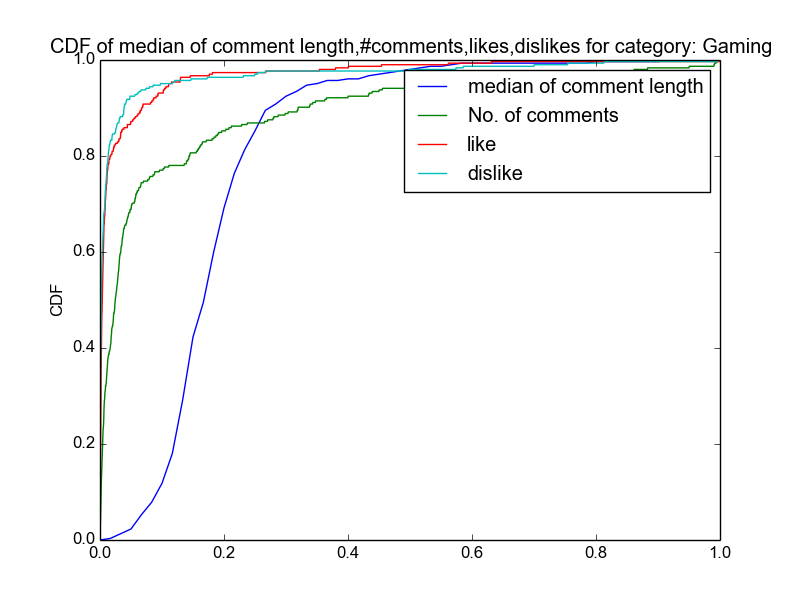 CDF of median of comment length,#comments,likes,dislikes for category: Gaming
1.0
median of comment length
No. of comments
like
0.8
dislike
0.6
CDF
0.4
0.2
0.0
0.0 0.2 0.4 0.6 0.8 1.0